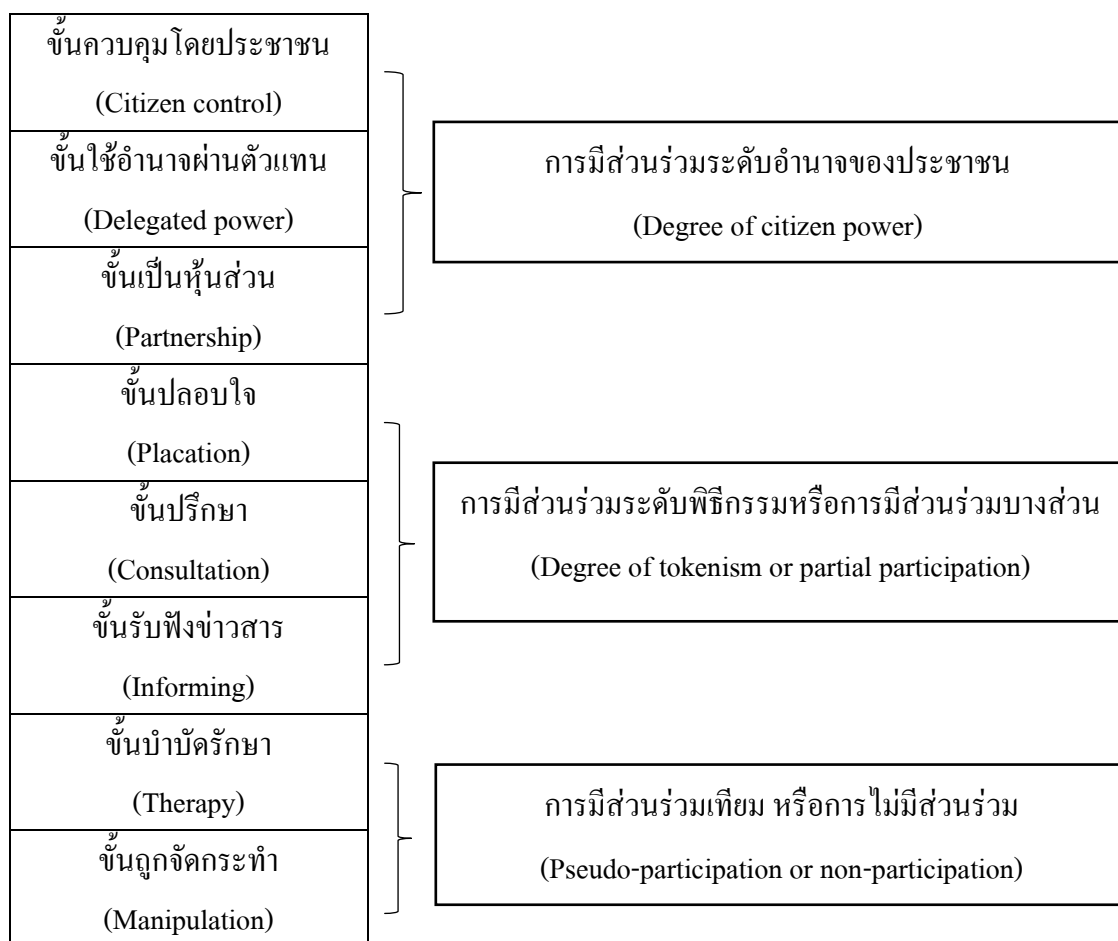 ขั้นควบคุมโดยประชาชน
(Citizen control)
ขั้นใช้อำนาจผ่านตัวแทน
(Delegated power)
ขั้นเป็นหุ้นส่วน
(Partnership)
การมีส่วนร่วมระดับอำนาจของประชาชน
(Degree of citizen power)
ขั้นปลอบใจ
(Placation)
ขั้นปรึกษา
(Consultation)
ขั้นรับฟังข่าวสาร
(Informing)
การมีส่วนร่วมระดับพิธีกรรมหรือการมีส่วนร่วมบางส่วน
(Degree of tokenism or partial participation)
ขั้นบำบัดรักษา
(Therapy)
ขั้นถูกจัดกระทำ
(Manipulation)
การมีส่วนร่วมเทียม หรือการไม่มีส่วนร่วม
(Pseudo-participation or non-participation)